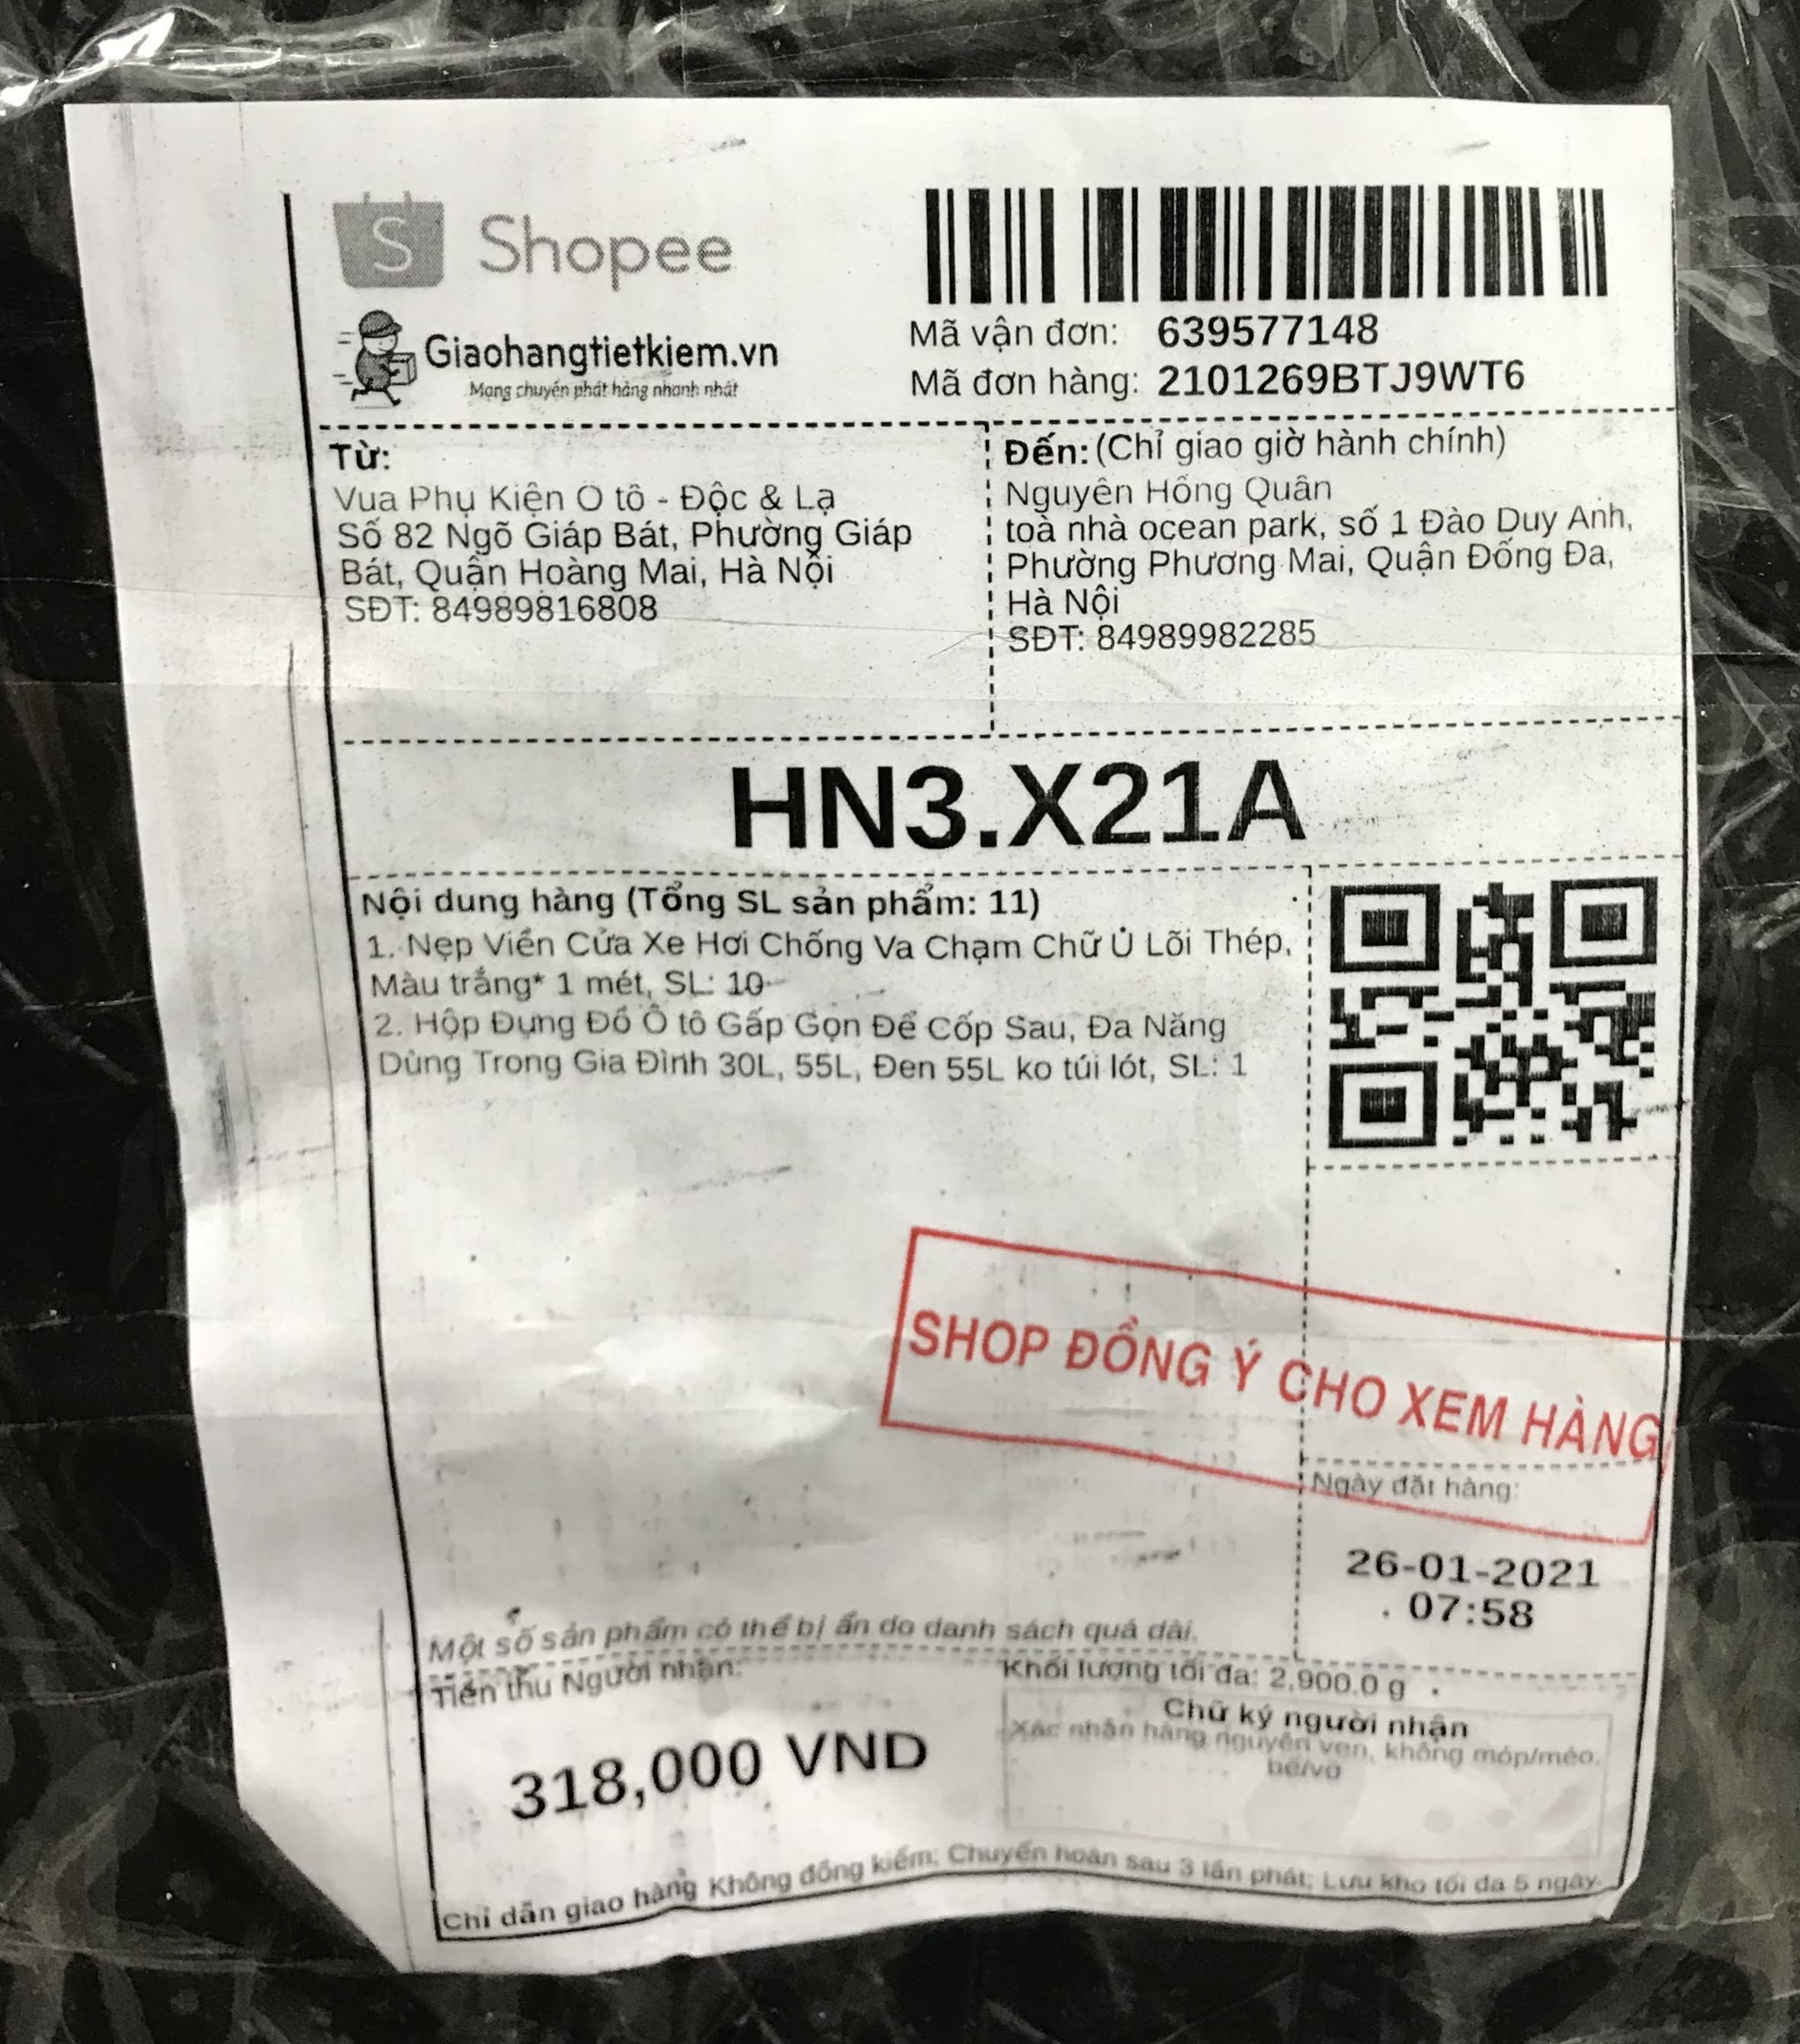 Shopee
Giaohangtietkiem.vn
Mạng chuyển phát hàng nhanh nhất
Mã vận đơn: 639577148
Mã đơn hàng: 2101269BTJ9WT6
Từ:
Vua Phụ Kiện Ô tô - Độc & Lạ
Số 82 Ngõ Giáp Bát, Phường Giáp
Bát, Quận Hoàng Mai, Hà Nội
SĐT: 84989816808
Đến: (Chỉ giao giờ hành chính)
Nguyễn Hồng Quân
toà nhà ocean park, số 1 Đào Duy Anh,
Phường Phương Mai, Quận Đống Đa,
Hà Nội
SĐT: 84989982285
HN3.X21A
Nội dung hàng (Tổng SL sản phẩm: 11)
1. Nẹp Viền Cửa Xe Hơi Chống Va Chạm Chữ U Lõi Thép,
Màu trắng* 1 mét, SL: 10
2. Hộp Đựng Đồ Ô tô Gấp Gọn Để Cốp Sau, Đa Năng
Dùng Trong Gia Đình 30L, 55L, Đen 55L ko túi lót, SL: 1
SHOP ĐỒNG Ý CHO XEM HÀNG
Ngày đặt hàng:
26-01-2021
07:58
Một số sản phẩm có thể bị ẩn do danh sách quá dài.
Tiền thu Người nhận:
318,000 VND
Khối lượng tối đa: 2,900.0 g
Chữ ký người nhận
Xác nhận hàng nguyên vẹn, không móp/méo,
bể/vỡ
Chỉ dẫn giao hàng Không đồng kiểm; Chuyển hoàn sau 3 lần phát; Lưu kho tối đa 5 ngày.